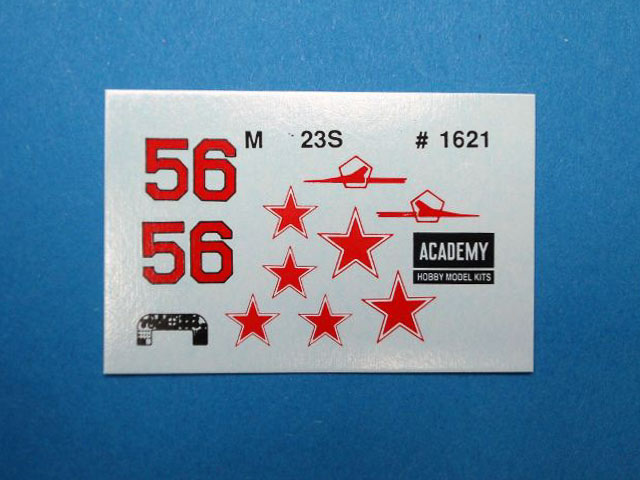 56 M 23S # 1621
56
ACADEMY
HOBBY MODEL KITS